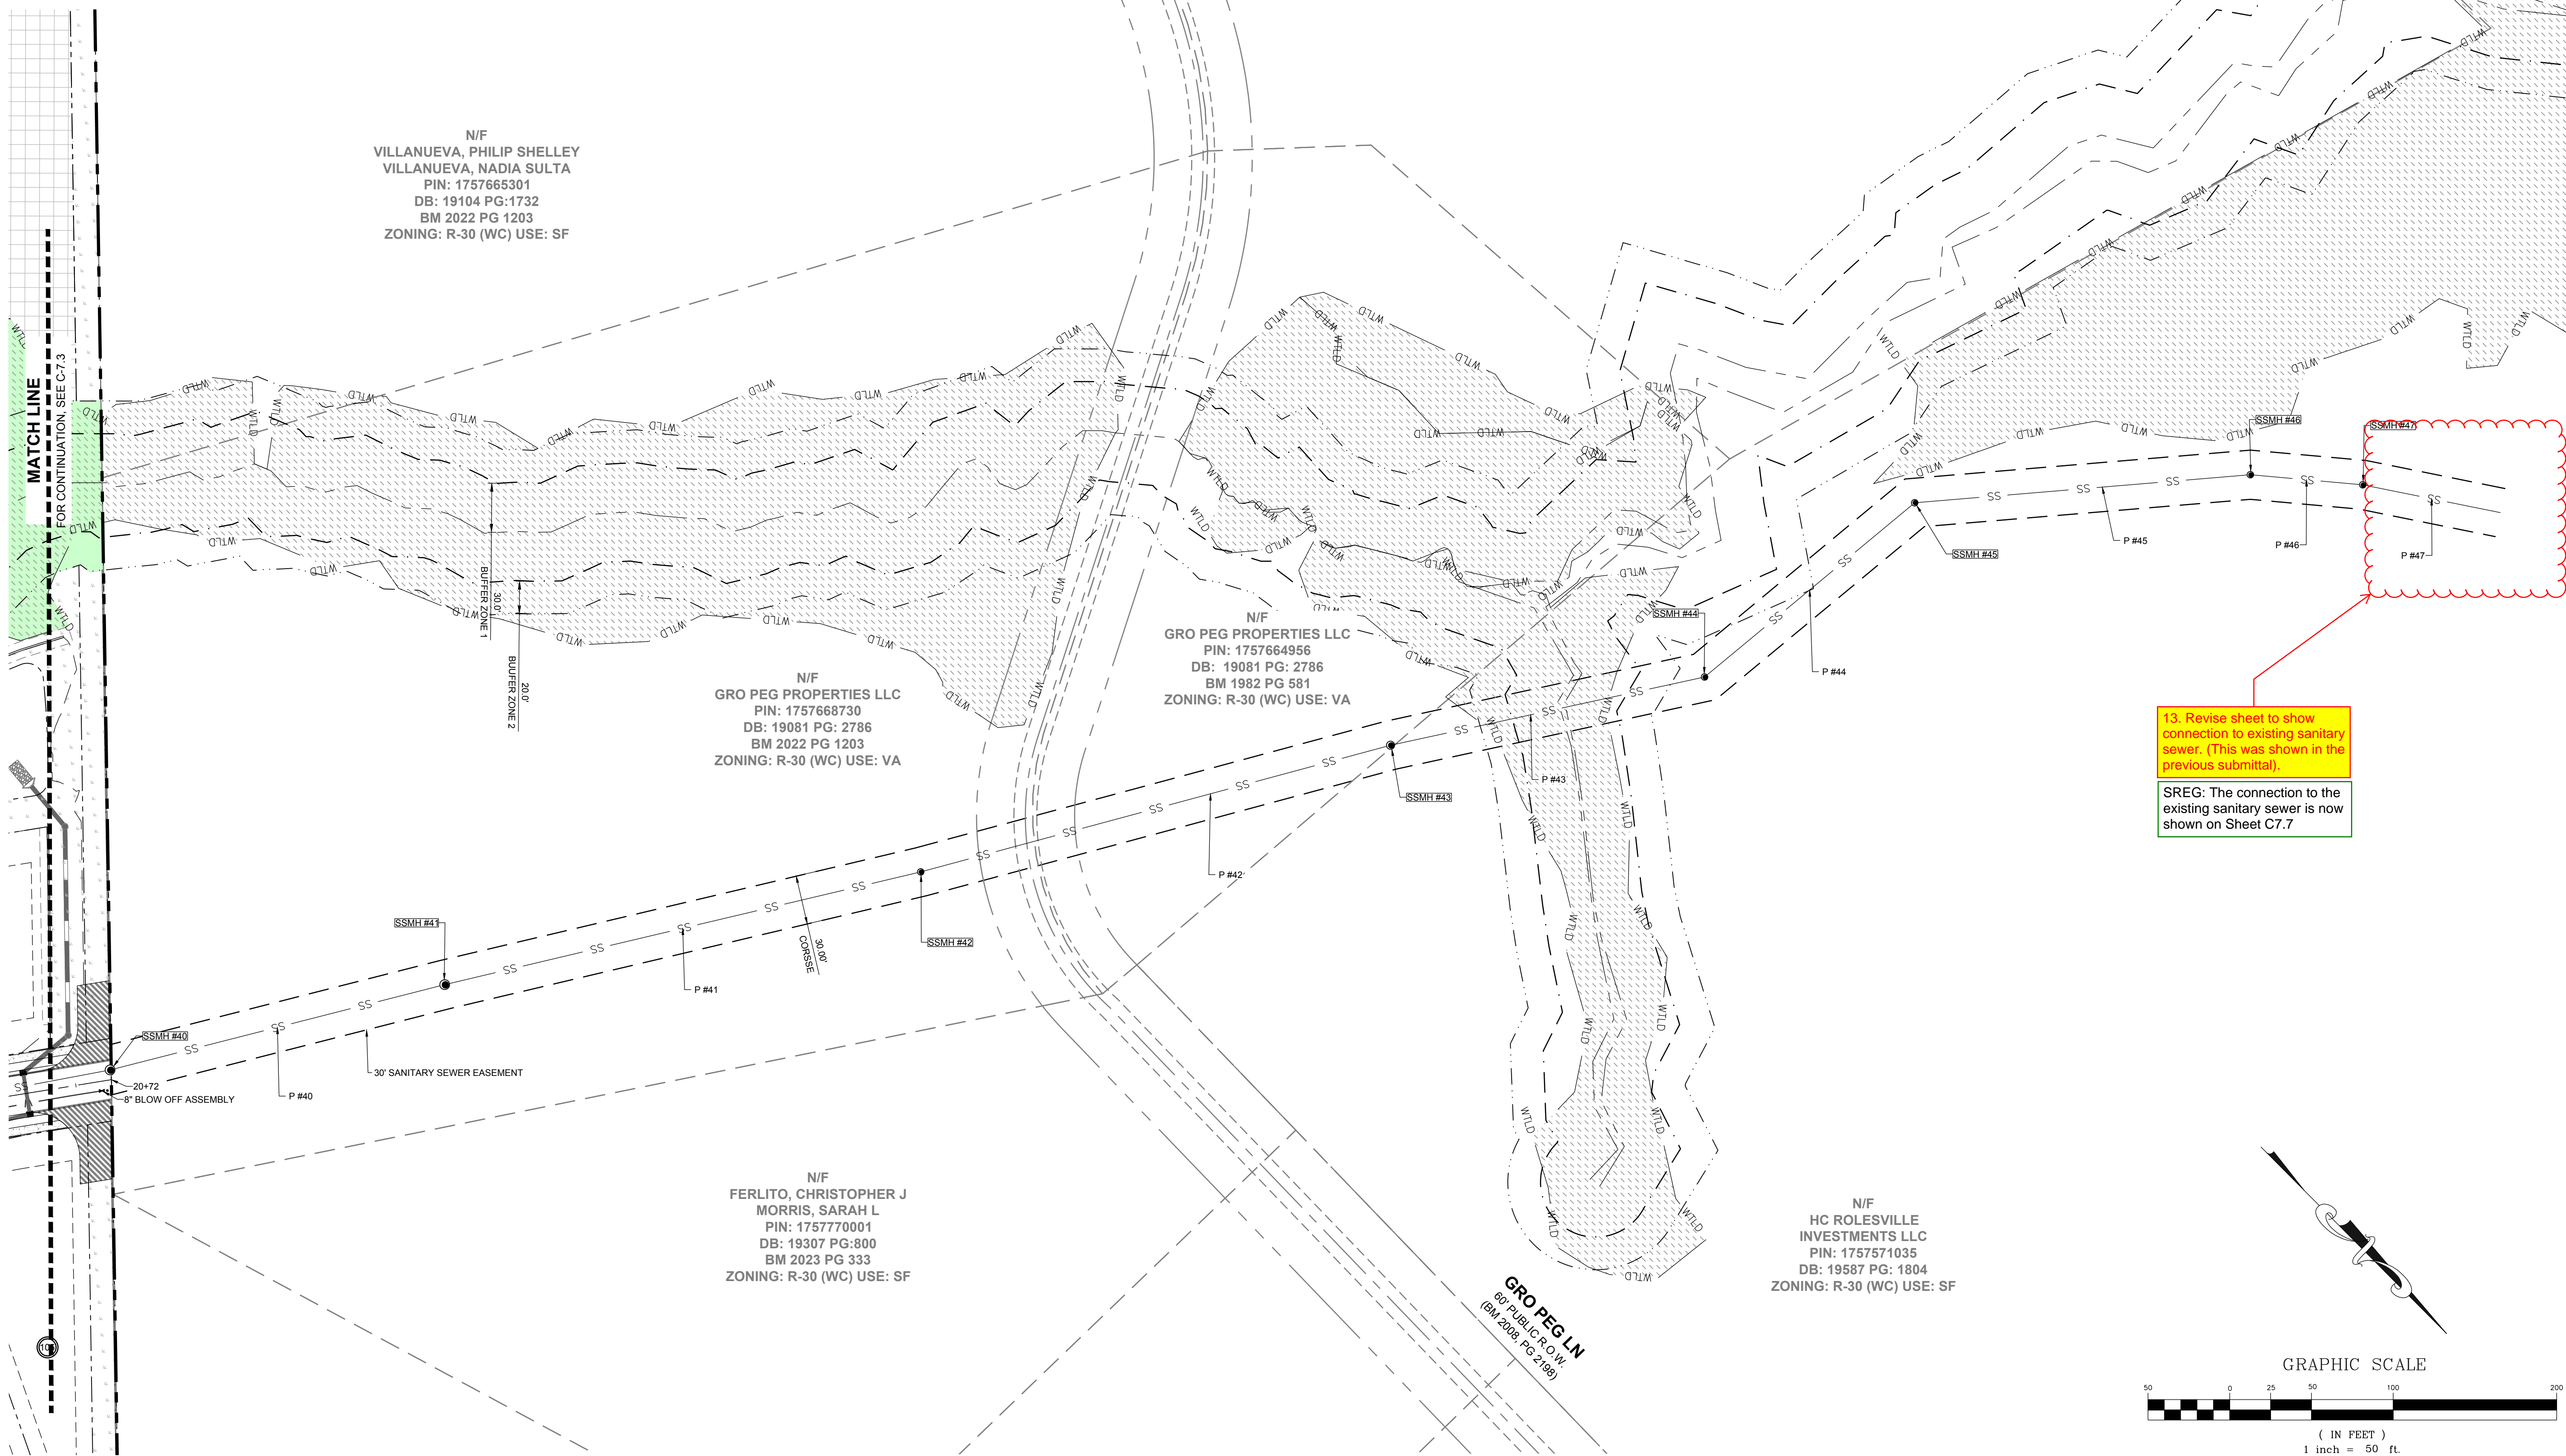 N/F
VILLANUEVA, PHILIP SHELLEY
VILLANUEVA, NADIA SULTA
PIN: 1757665301
DB: 19104 PG:1732
BM 2022 PG 1203
ZONING: R-30 (WC) USE: SF
MATCH LINE
FOR CONTINUATION, SEE C-7.3
BUFFER ZONE 1
30.0'
BUUFER ZONE 2
20.0'
N/F
GRO PEG PROPERTIES LLC
PIN: 1757668730
DB: 19081 PG: 2786
BM 2022 PG 1203
ZONING: R-30 (WC) USE: VA
N/F
GRO PEG PROPERTIES LLC
PIN: 1757664956
DB: 19081 PG: 2786
BM 1982 PG 581
ZONING: R-30 (WC) USE: VA
WTLD
SS
SSMH #40
20+72
8" BLOW OFF ASSEMBLY
P #40
30' SANITARY SEWER EASEMENT
SSMH #41
P #41
30.00'
CORSSE
SSMH #42
P #42
SSMH #43
P #43
SSMH #44
P #44
SSMH #45
P #45
SSMH #46
P #46
SSMH #47
P #47
13. Revise sheet to show
connection to existing sanitary
sewer. (This was shown in the
previous submittal).
SREG: The connection to the
existing sanitary sewer is now
shown on Sheet C7.7
N/F
FERLITO, CHRISTOPHER J
MORRIS, SARAH L
PIN: 1757770001
DB: 19307 PG:800
BM 2023 PG 333
ZONING: R-30 (WC) USE: SF
N/F
HC ROLESVILLE
INVESTMENTS LLC
PIN: 1757571035
DB: 19587 PG: 1804
ZONING: R-30 (WC) USE: SF
GRO PEG LN
60' PUBLIC R.O.W.
(BM 2008, PG 2198)
GRAPHIC SCALE
50 0 25 50 100 200
( IN FEET )
1 inch = 50 ft.